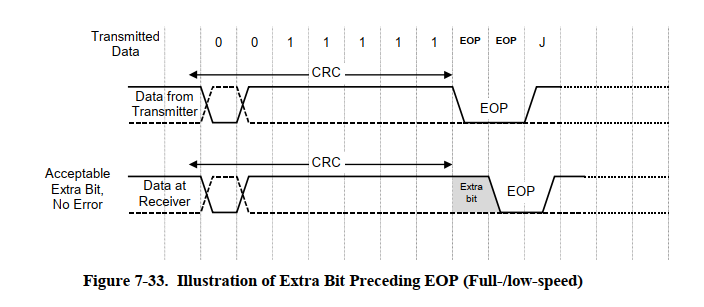 Transmitted
Data
0 0 1 1 1 1 1 EOP EOP J
CRC
Data from
Transmitter
EOP
Acceptable
Extra Bit,
No Error
CRC
Data at
Receiver
Extra
bit
EOP
Figure 7-33. Illustration of Extra Bit Preceding EOP (Full-/low-speed)